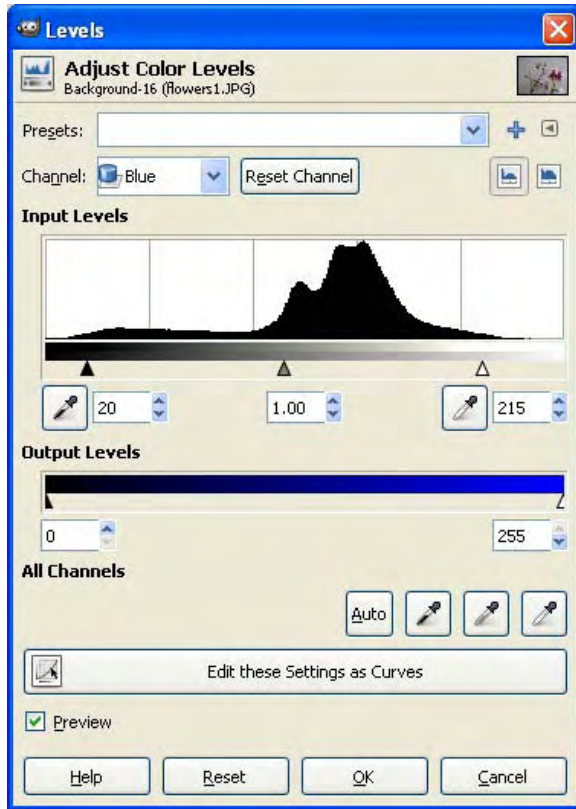 Levels
Adjust Color Levels
Background-16 (flowers1.JPG)
Presets:
Channel: Blue Reset Channel
Input Levels
20 1.00 215
Output Levels
0 255
All Channels
Auto
Edit these Settings as Curves
Preview
Help Reset OK Cancel